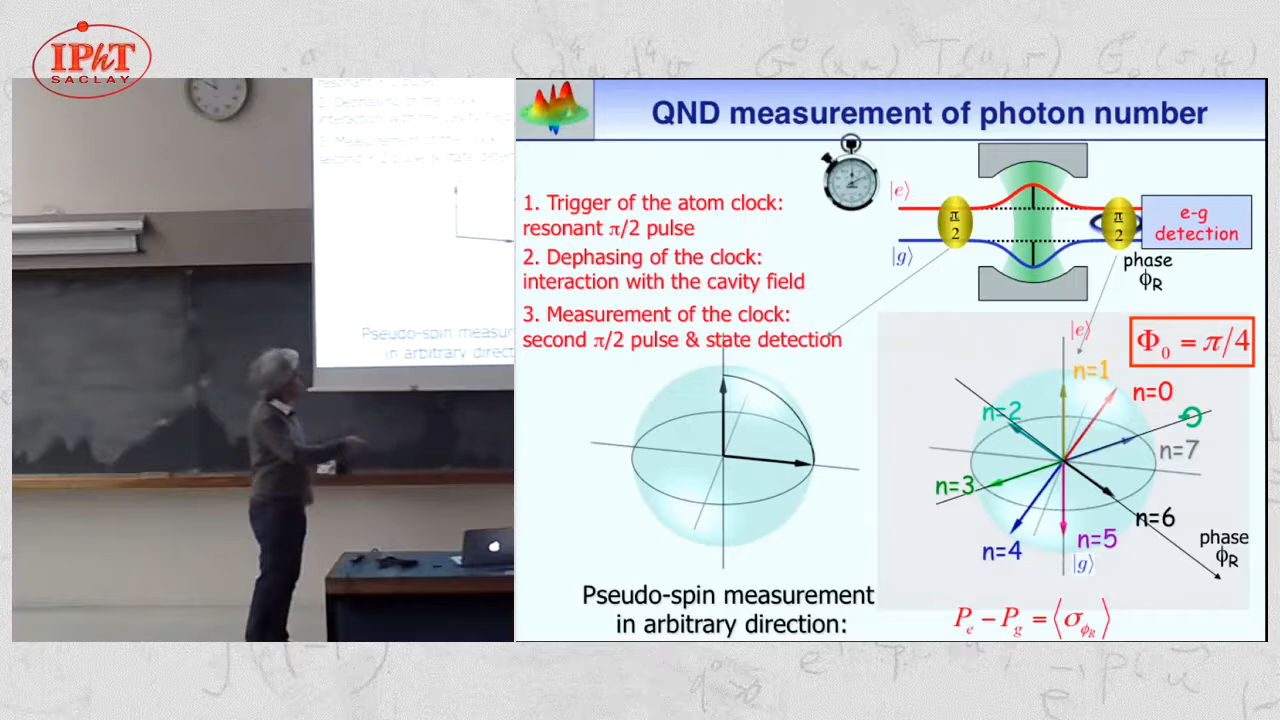 IPhT
SACLAY
QND measurement of photon number
1. Trigger of the atom clock:
resonant π/2 pulse
2. Dephasing of the clock:
interaction with the cavity field
3. Measurement of the clock:
second π/2 pulse & state detection
|e⟩
|g⟩
π
2
π
2
e-g
detection
phase
ϕR
Φ0 = π/4
|e⟩
n=1
n=0
n=2
n=7
n=3
n=6
n=4
n=5
|g⟩
phase
ϕR
Pseudo-spin measurement
in arbitrary direction:
Pe − Pg = ⟨σϕR⟩
Pseudo-spin measur
in arbitrary direct